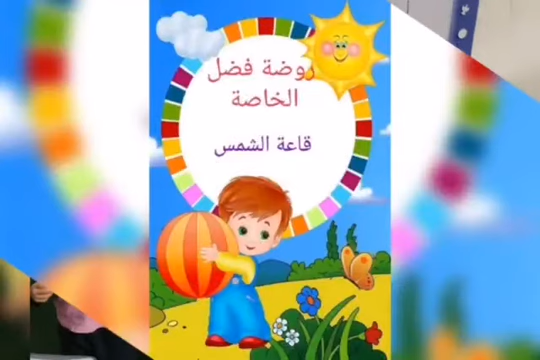 روضة فضل
الخاصة
قاعة الشمس